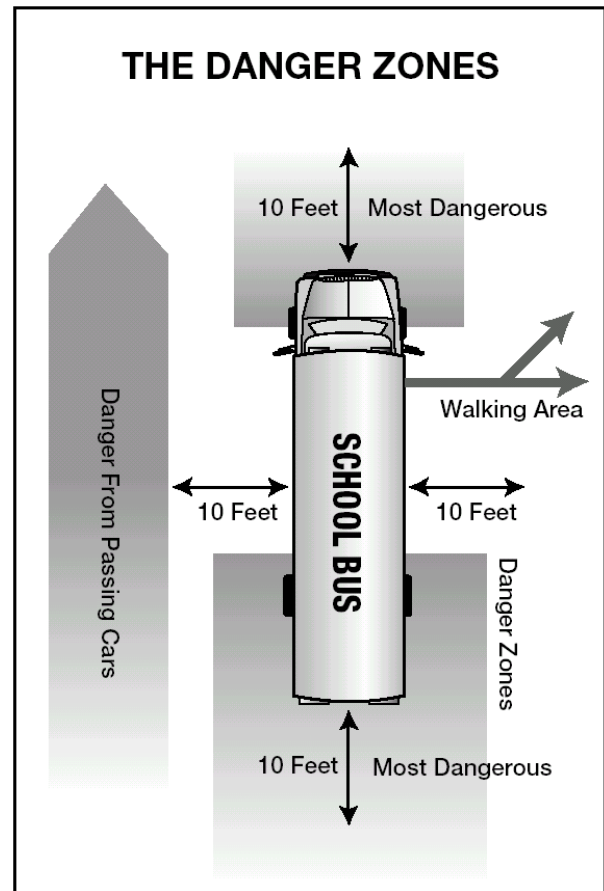 THE DANGER ZONES
10 Feet
Most Dangerous
Walking Area
Danger From Passing Cars
SCHOOL BUS
10 Feet
10 Feet
Danger Zones
10 Feet
Most Dangerous